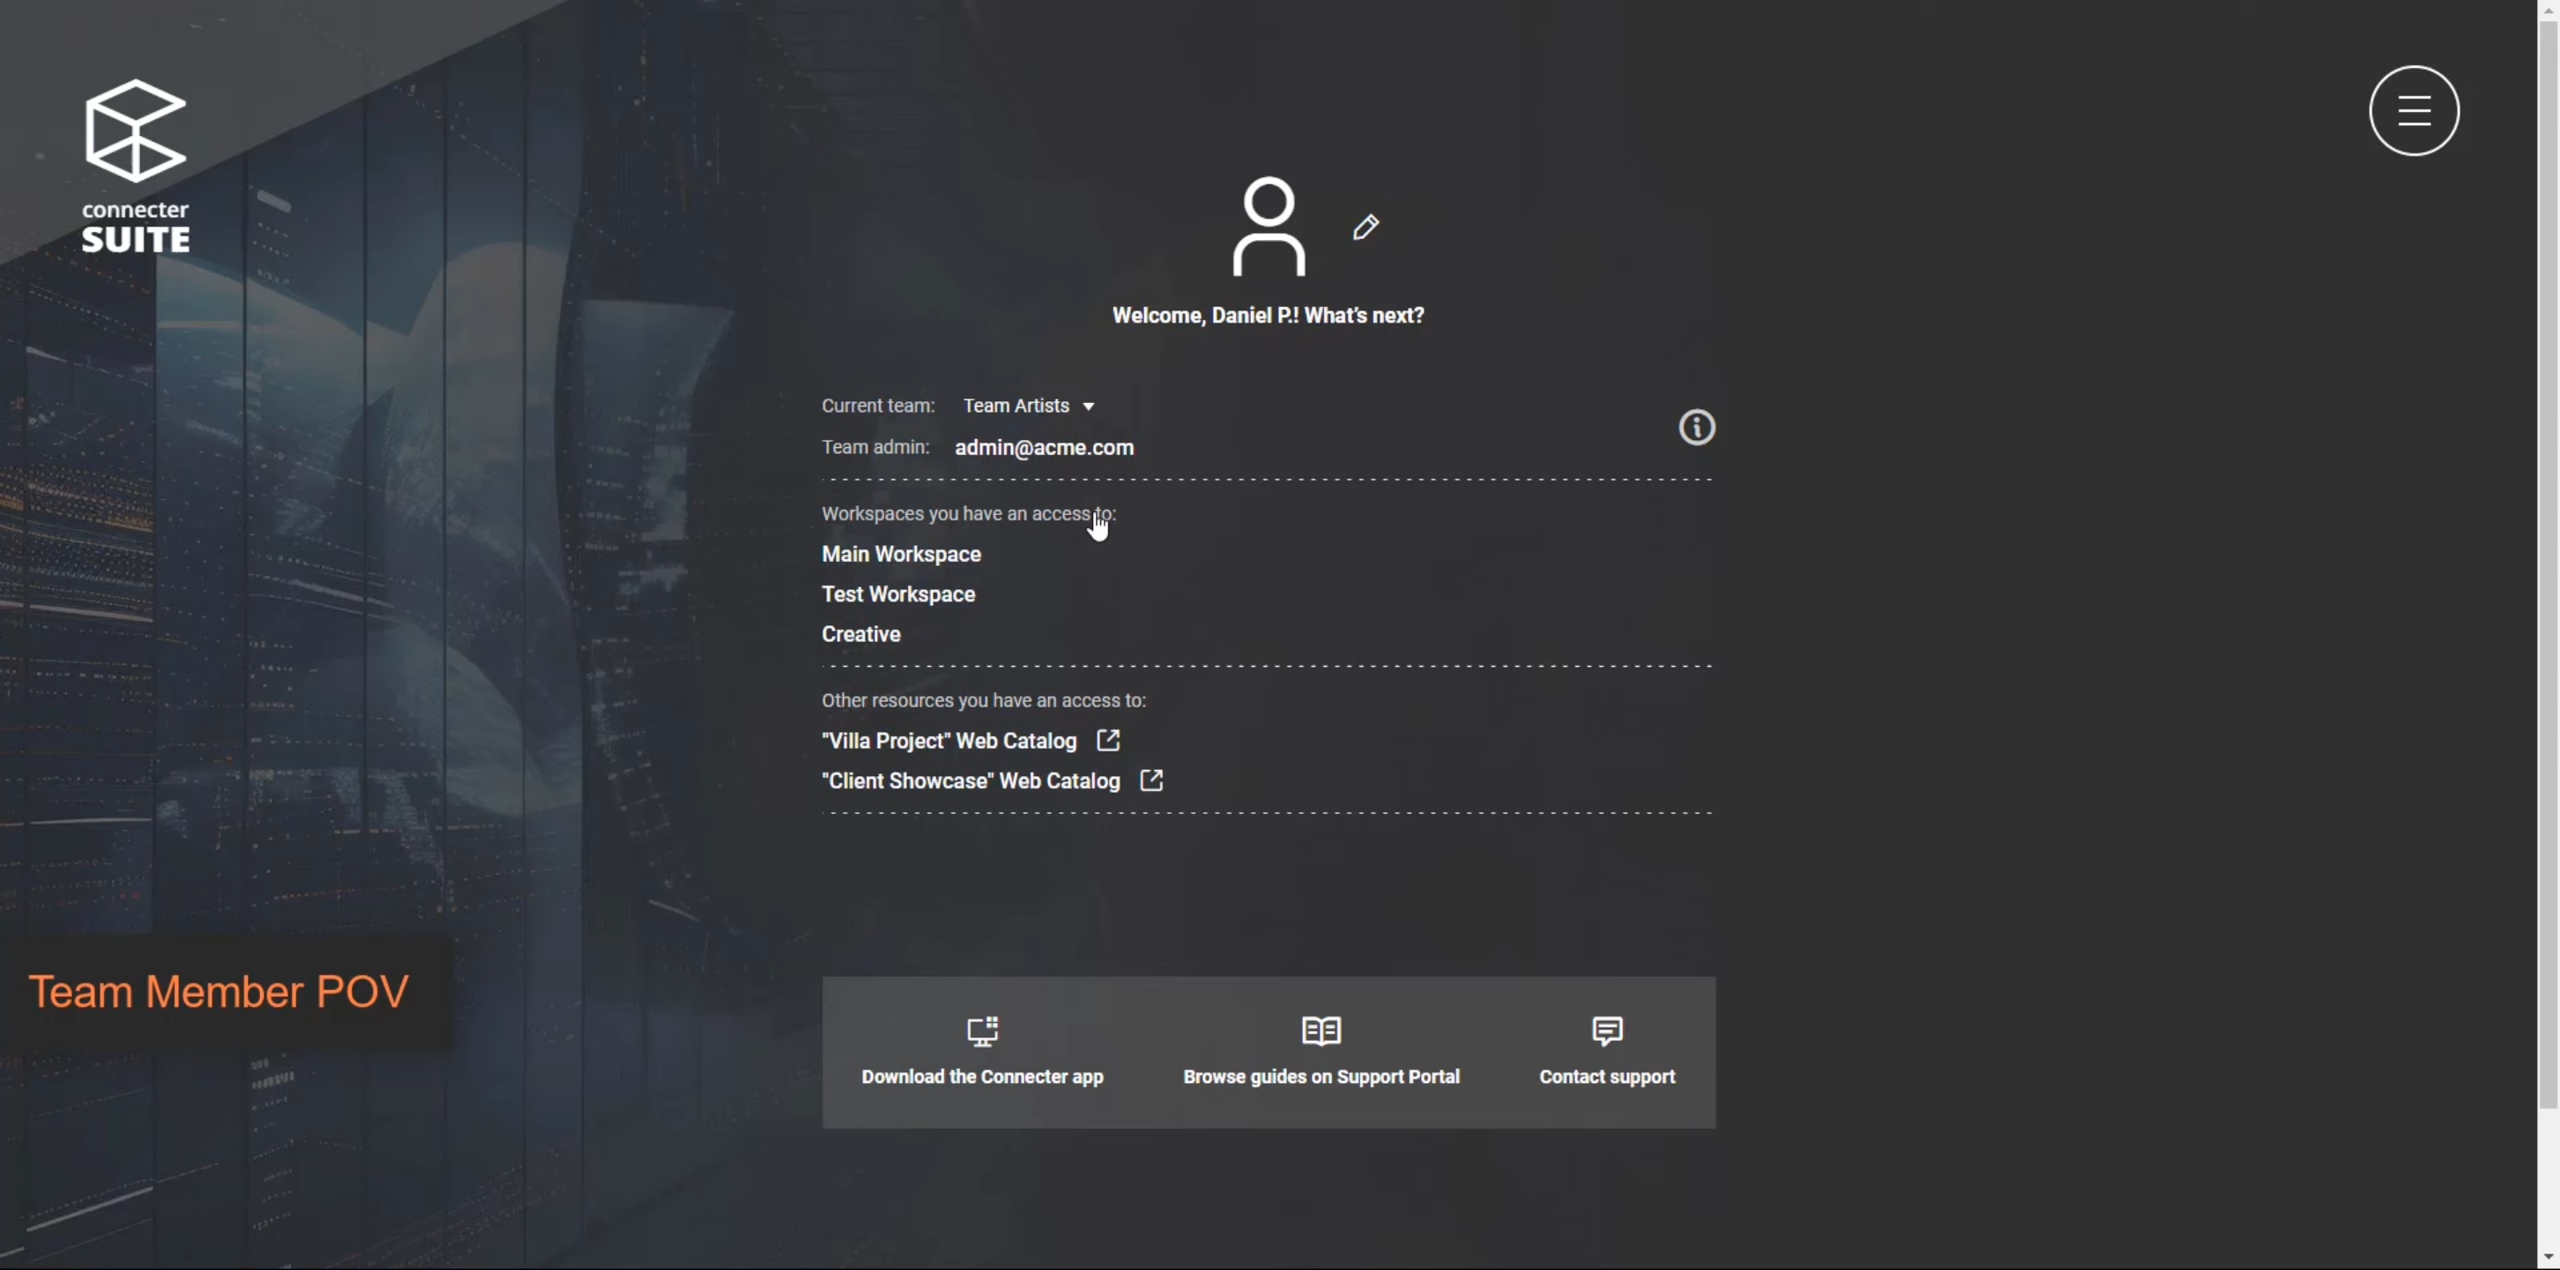 connecter
SUITE
Welcome, Daniel P.! What's next?
Current team: Team Artists
Team admin: admin@acme.com
Workspaces you have an access to:
Main Workspace
Test Workspace
Creative
Other resources you have an access to:
"Villa Project" Web Catalog
"Client Showcase" Web Catalog
Team Member POV
Download the Connecter app
Browse guides on Support Portal
Contact support